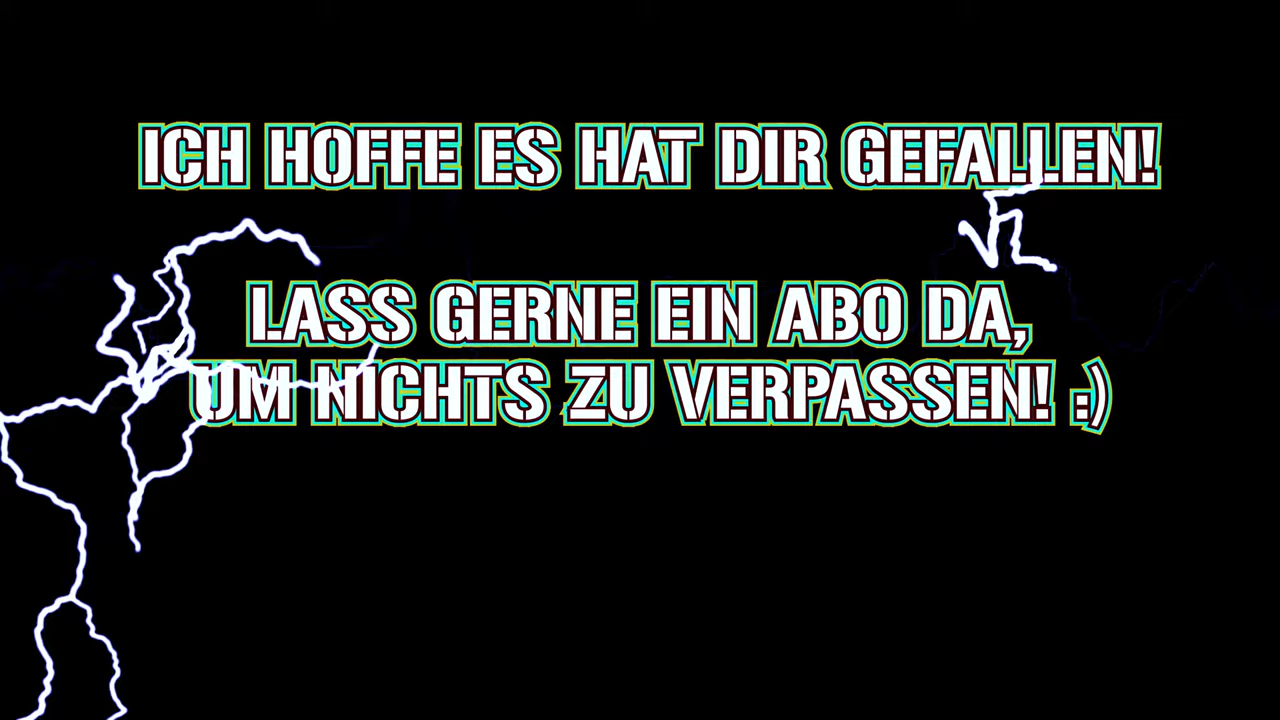 ICH HOFFE ES HAT DIR GEFALLEN!
LASS GERNE EIN ABO DA,
UM NICHTS ZU VERPASSEN! :)